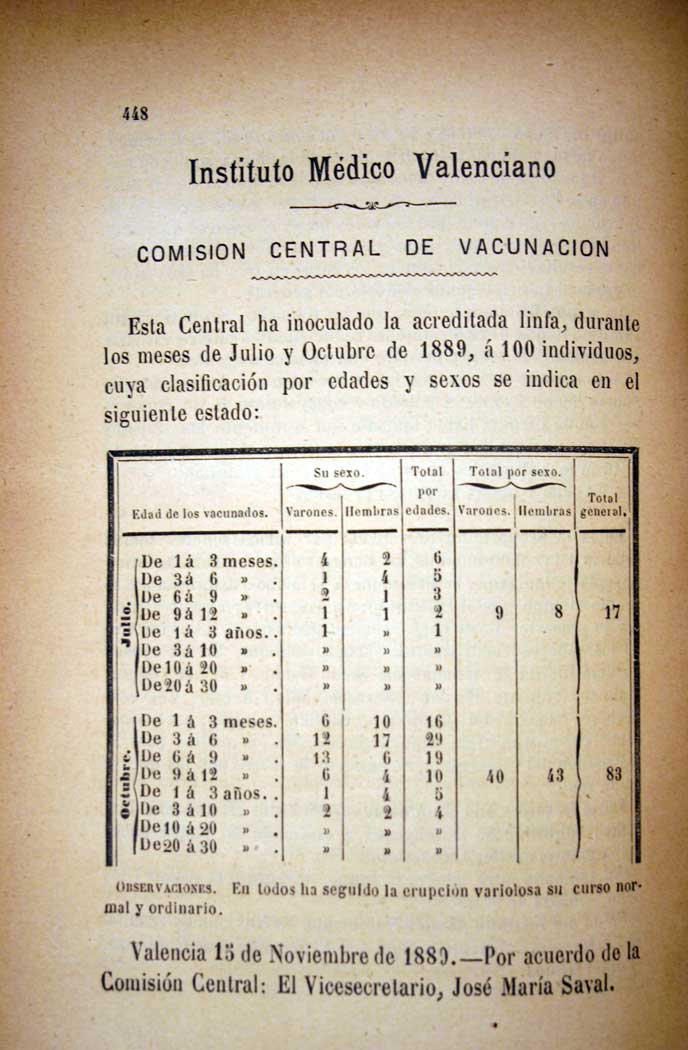 448
Instituto Médico Valenciano
COMISION CENTRAL DE VACUNACION
Esta Central ha inoculado la acreditada linfa, durante
los meses de Julio y Octubre de 1889, á 100 individuos,
cuya clasificación por edades y sexos se indica en el
siguiente estado:
Edad de los vacunados. Su sexo. Varones. Hembras Total por edades. Total por sexo. Varones. Hembras Total general.
Julio.
De 1 á 3 meses. 4 2 6
De 3 á 6 » . 1 4 5
De 6 á 9 » . 2 1 3
De 9 á 12 » . 1 1 2 9 8 17
De 1 á 3 años. . 1 » 1
De 3 á 10 » . » » »
De 10 á 20 » . » » »
De 20 á 30 » . » » »
Octubre.
De 1 á 3 meses. 6 10 16
De 3 á 6 » . 12 17 29
De 6 á 9 » . 13 6 19
De 9 á 12 » . 6 4 10 40 43 83
De 1 á 3 años. . 1 4 5
De 3 á 10 » . 2 2 4
De 10 á 20 » . » » »
De 20 á 30 » . » » »
OBSERVACIONES. En todos ha seguido la erupción variolosa su curso nor-
mal y ordinario.
Valencia 15 de Noviembre de 1889.—Por acuerdo de la
Comisión Central: El Vicesecretario, José María Saval.